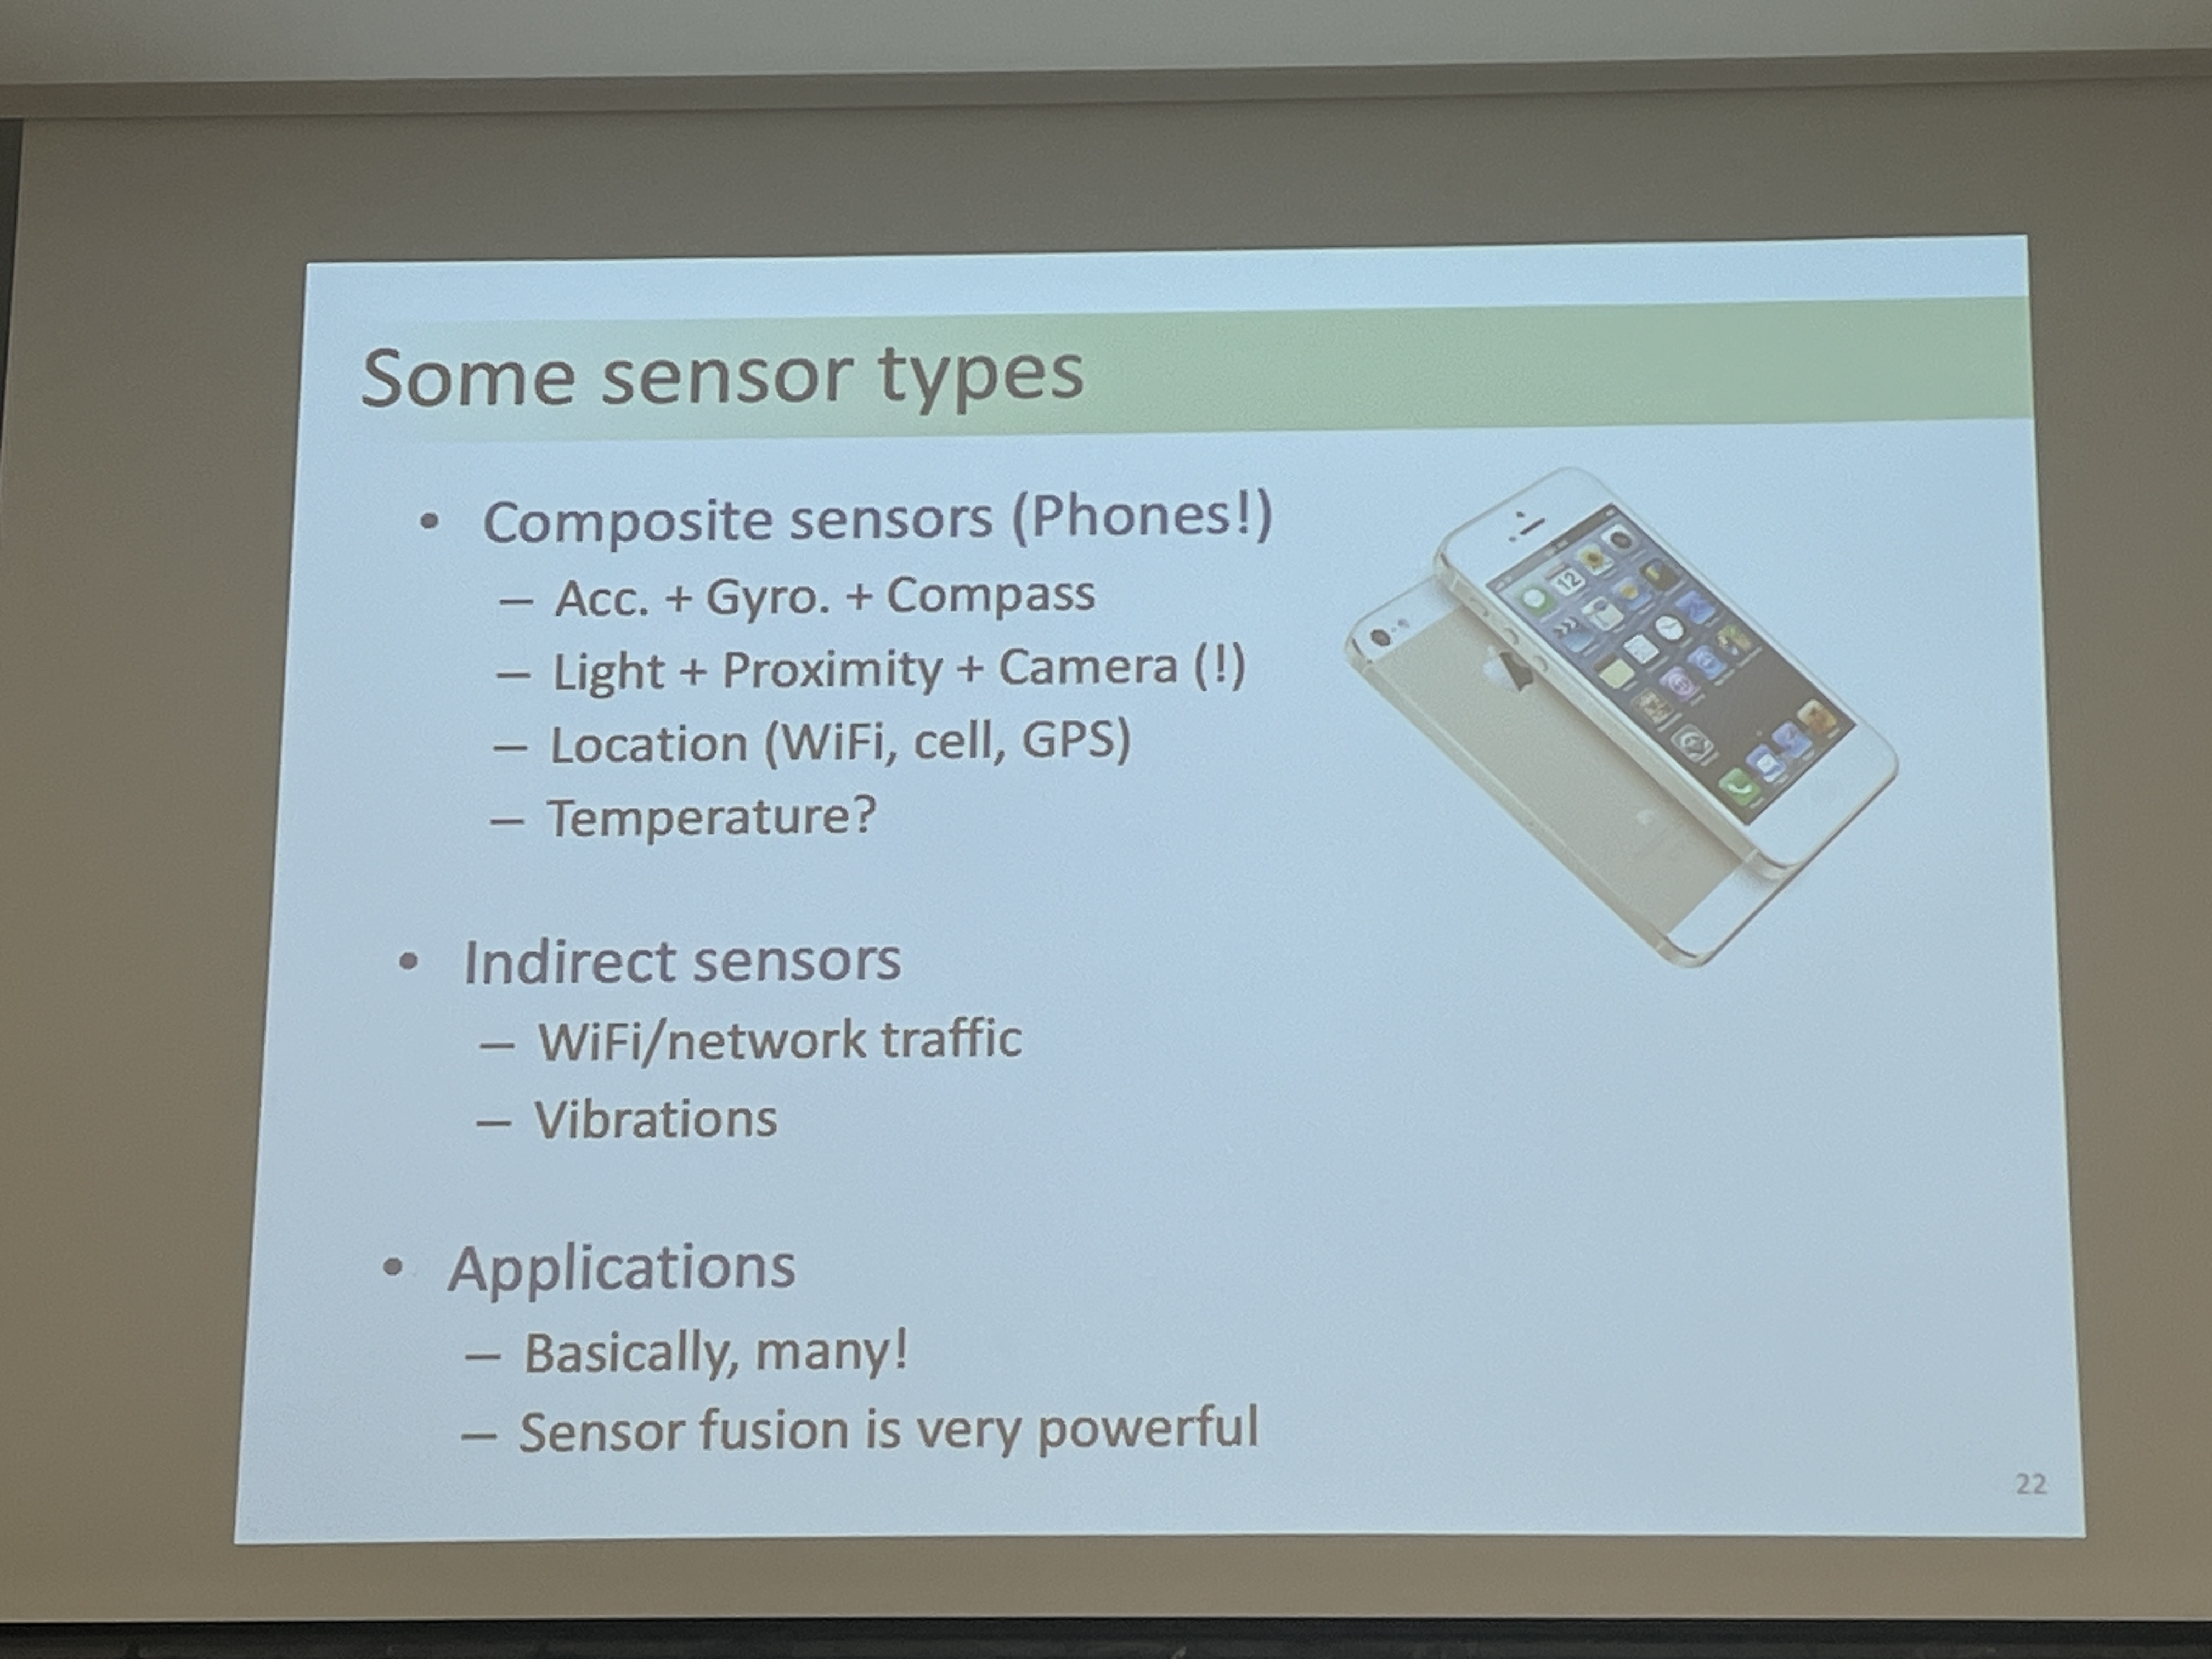 Some sensor types
• Composite sensors (Phones!)
– Acc. + Gyro. + Compass
– Light + Proximity + Camera (!)
– Location (WiFi, cell, GPS)
– Temperature?
• Indirect sensors
– WiFi/network traffic
– Vibrations
• Applications
– Basically, many!
– Sensor fusion is very powerful
22
12